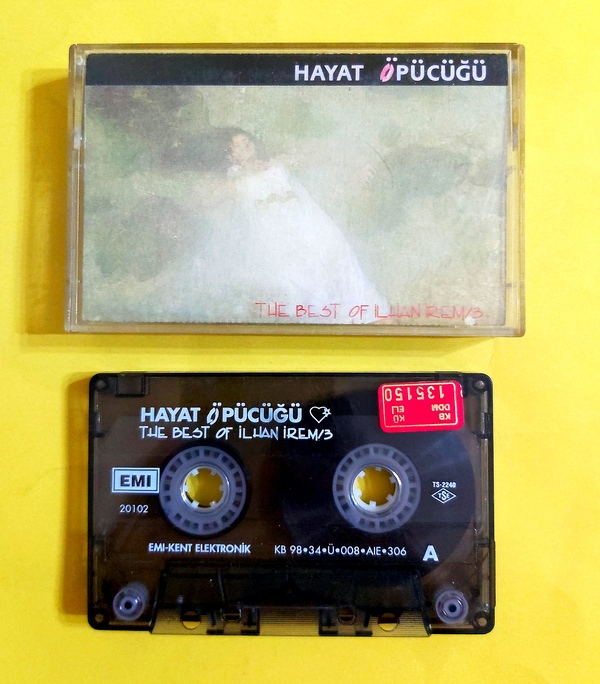 HAYAT ÖPÜCÜĞÜ
THE BEST OF İLHAN İREM/3
HAYAT ÖPÜCÜĞÜ
THE BEST OF İLHAN İREM/3
KB KÜ
DDM ELİ
135150
EMI
20102
TS-2240
TSE
EMI-KENT ELEKTRONİK KB 98•34•Ü•008•AIE•306 A